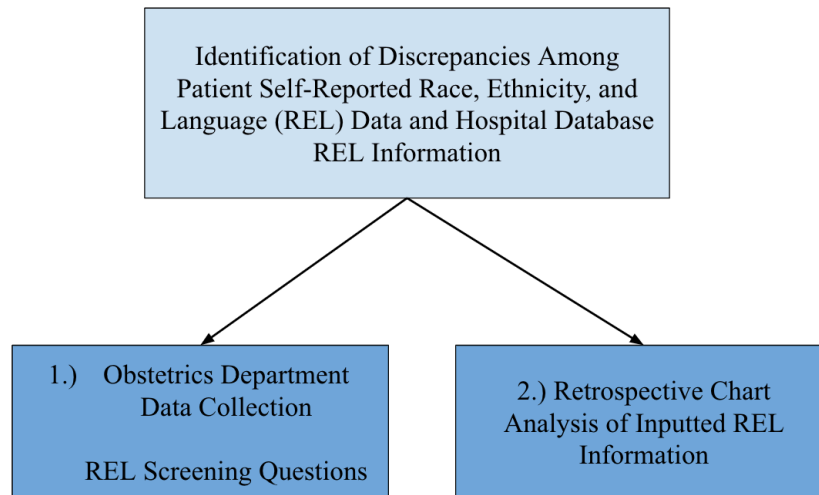 Identification of Discrepancies Among
Patient Self-Reported Race, Ethnicity, and
Language (REL) Data and Hospital Database
REL Information
1.) Obstetrics Department
Data Collection
REL Screening Questions
2.) Retrospective Chart
Analysis of Inputted REL
Information